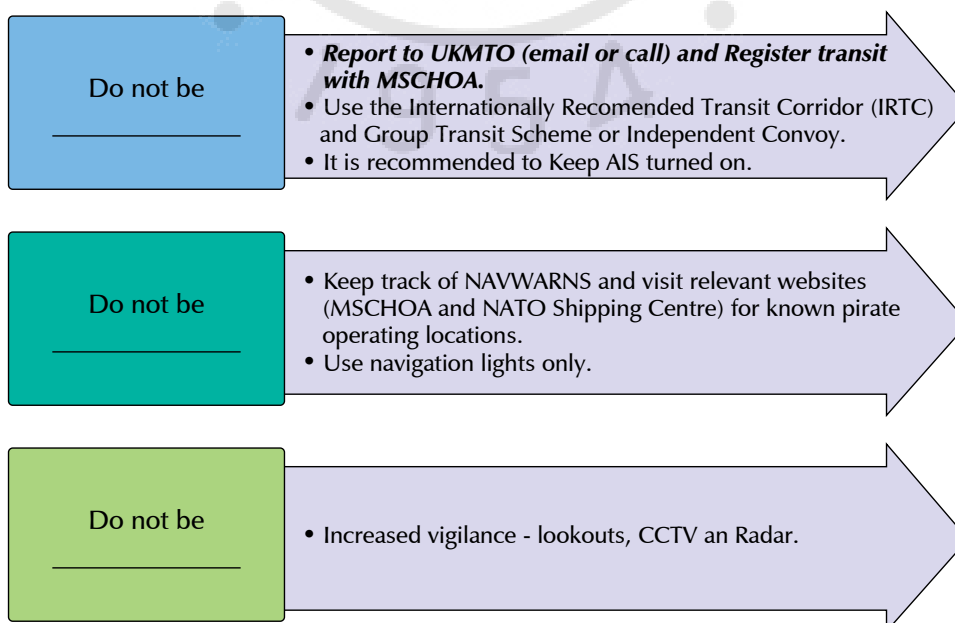 Do not be
• Report to UKMTO (email or call) and Register transit
with MSCHOA.
• Use the Internationally Recomended Transit Corridor (IRTC)
and Group Transit Scheme or Independent Convoy.
• It is recommended to Keep AIS turned on.
Do not be
• Keep track of NAVWARNS and visit relevant websites
(MSCHOA and NATO Shipping Centre) for known pirate
operating locations.
• Use navigation lights only.
Do not be
• Increased vigilance - lookouts, CCTV an Radar.